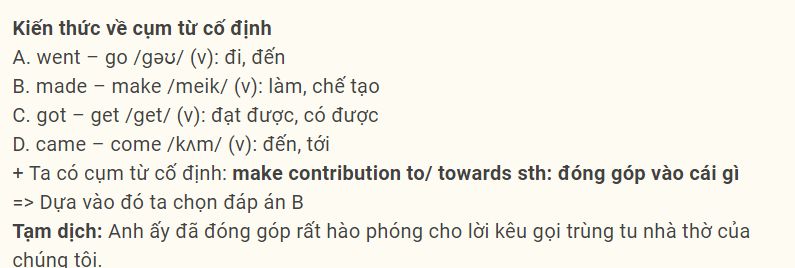 Kiến thức về cụm từ cố định
A. went – go /gəʊ/ (v): đi, đến
B. made – make /meik/ (v): làm, chế tạo
C. got – get /get/ (v): đạt được, có được
D. came – come /kʌm/ (v): đến, tới
+ Ta có cụm từ cố định: make contribution to/ towards sth: đóng góp vào cái gì
=> Dựa vào đó ta chọn đáp án B
Tạm dịch: Anh ấy đã đóng góp rất hào phóng cho lời kêu gọi trùng tu nhà thờ của
chúng tôi.